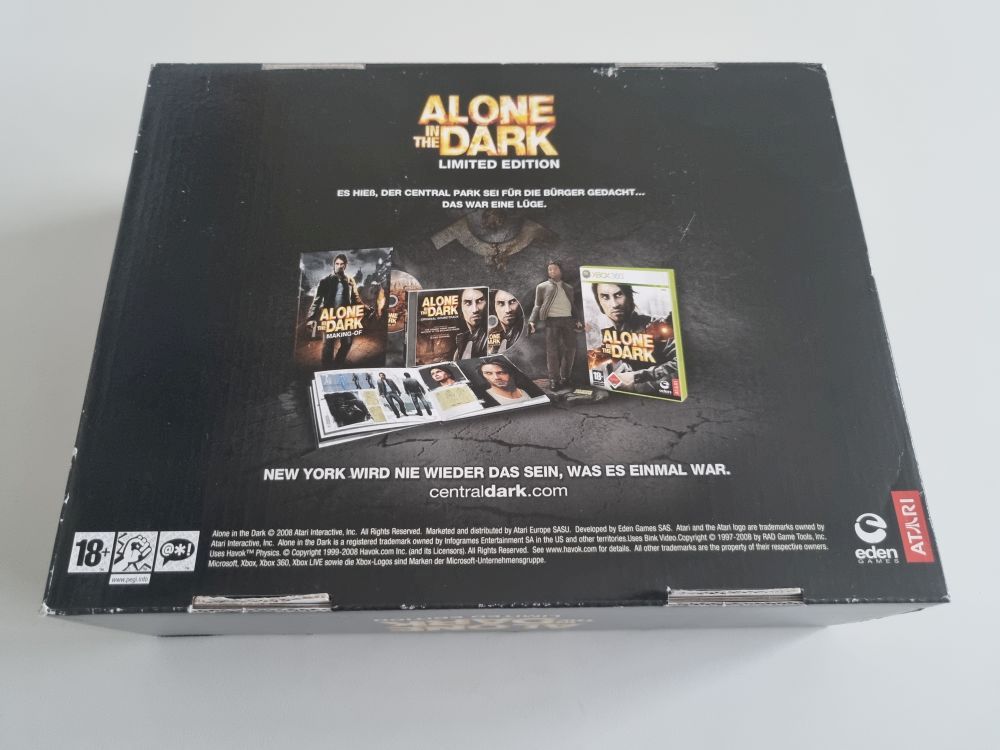 ALONE
IN THE DARK
LIMITED EDITION
ES HIEß, DER CENTRAL PARK SEI FÜR DIE BÜRGER GEDACHT...
DAS WAR EINE LÜGE.
ALONE
IN THE DARK
MAKING-OF
ALONE
IN THE DARK
ORIGINAL SOUNDTRACK
XBOX 360
ALONE
IN THE DARK
18
eden
ATARI
NEW YORK WIRD NIE WIEDER DAS SEIN, WAS ES EINMAL WAR.
centraldark.com
18+
www.pegi.info
@*!
Alone in the Dark © 2008 Atari Interactive, Inc. All Rights Reserved. Marketed and distributed by Atari Europe SASU. Developed by Eden Games SAS. Atari and the Atari logo are trademarks owned by
Atari Interactive, Inc. Alone in the Dark is a registered trademark owned by Infogrames Entertainment SA in the US and other territories.Uses Bink Video.Copyright © 1997-2008 by RAD Game Tools, Inc.
Uses Havok™ Physics. © Copyright 1999-2008 Havok.com Inc. (and its Licensors). All Rights Reserved. See www.havok.com for details. All other trademarks are the property of their respective owners.
Microsoft, Xbox, Xbox 360, Xbox LIVE sowie die Xbox-Logos sind Marken der Microsoft-Unternehmensgruppe.
eden
GAMES
ATARI
LIMITED EDITION